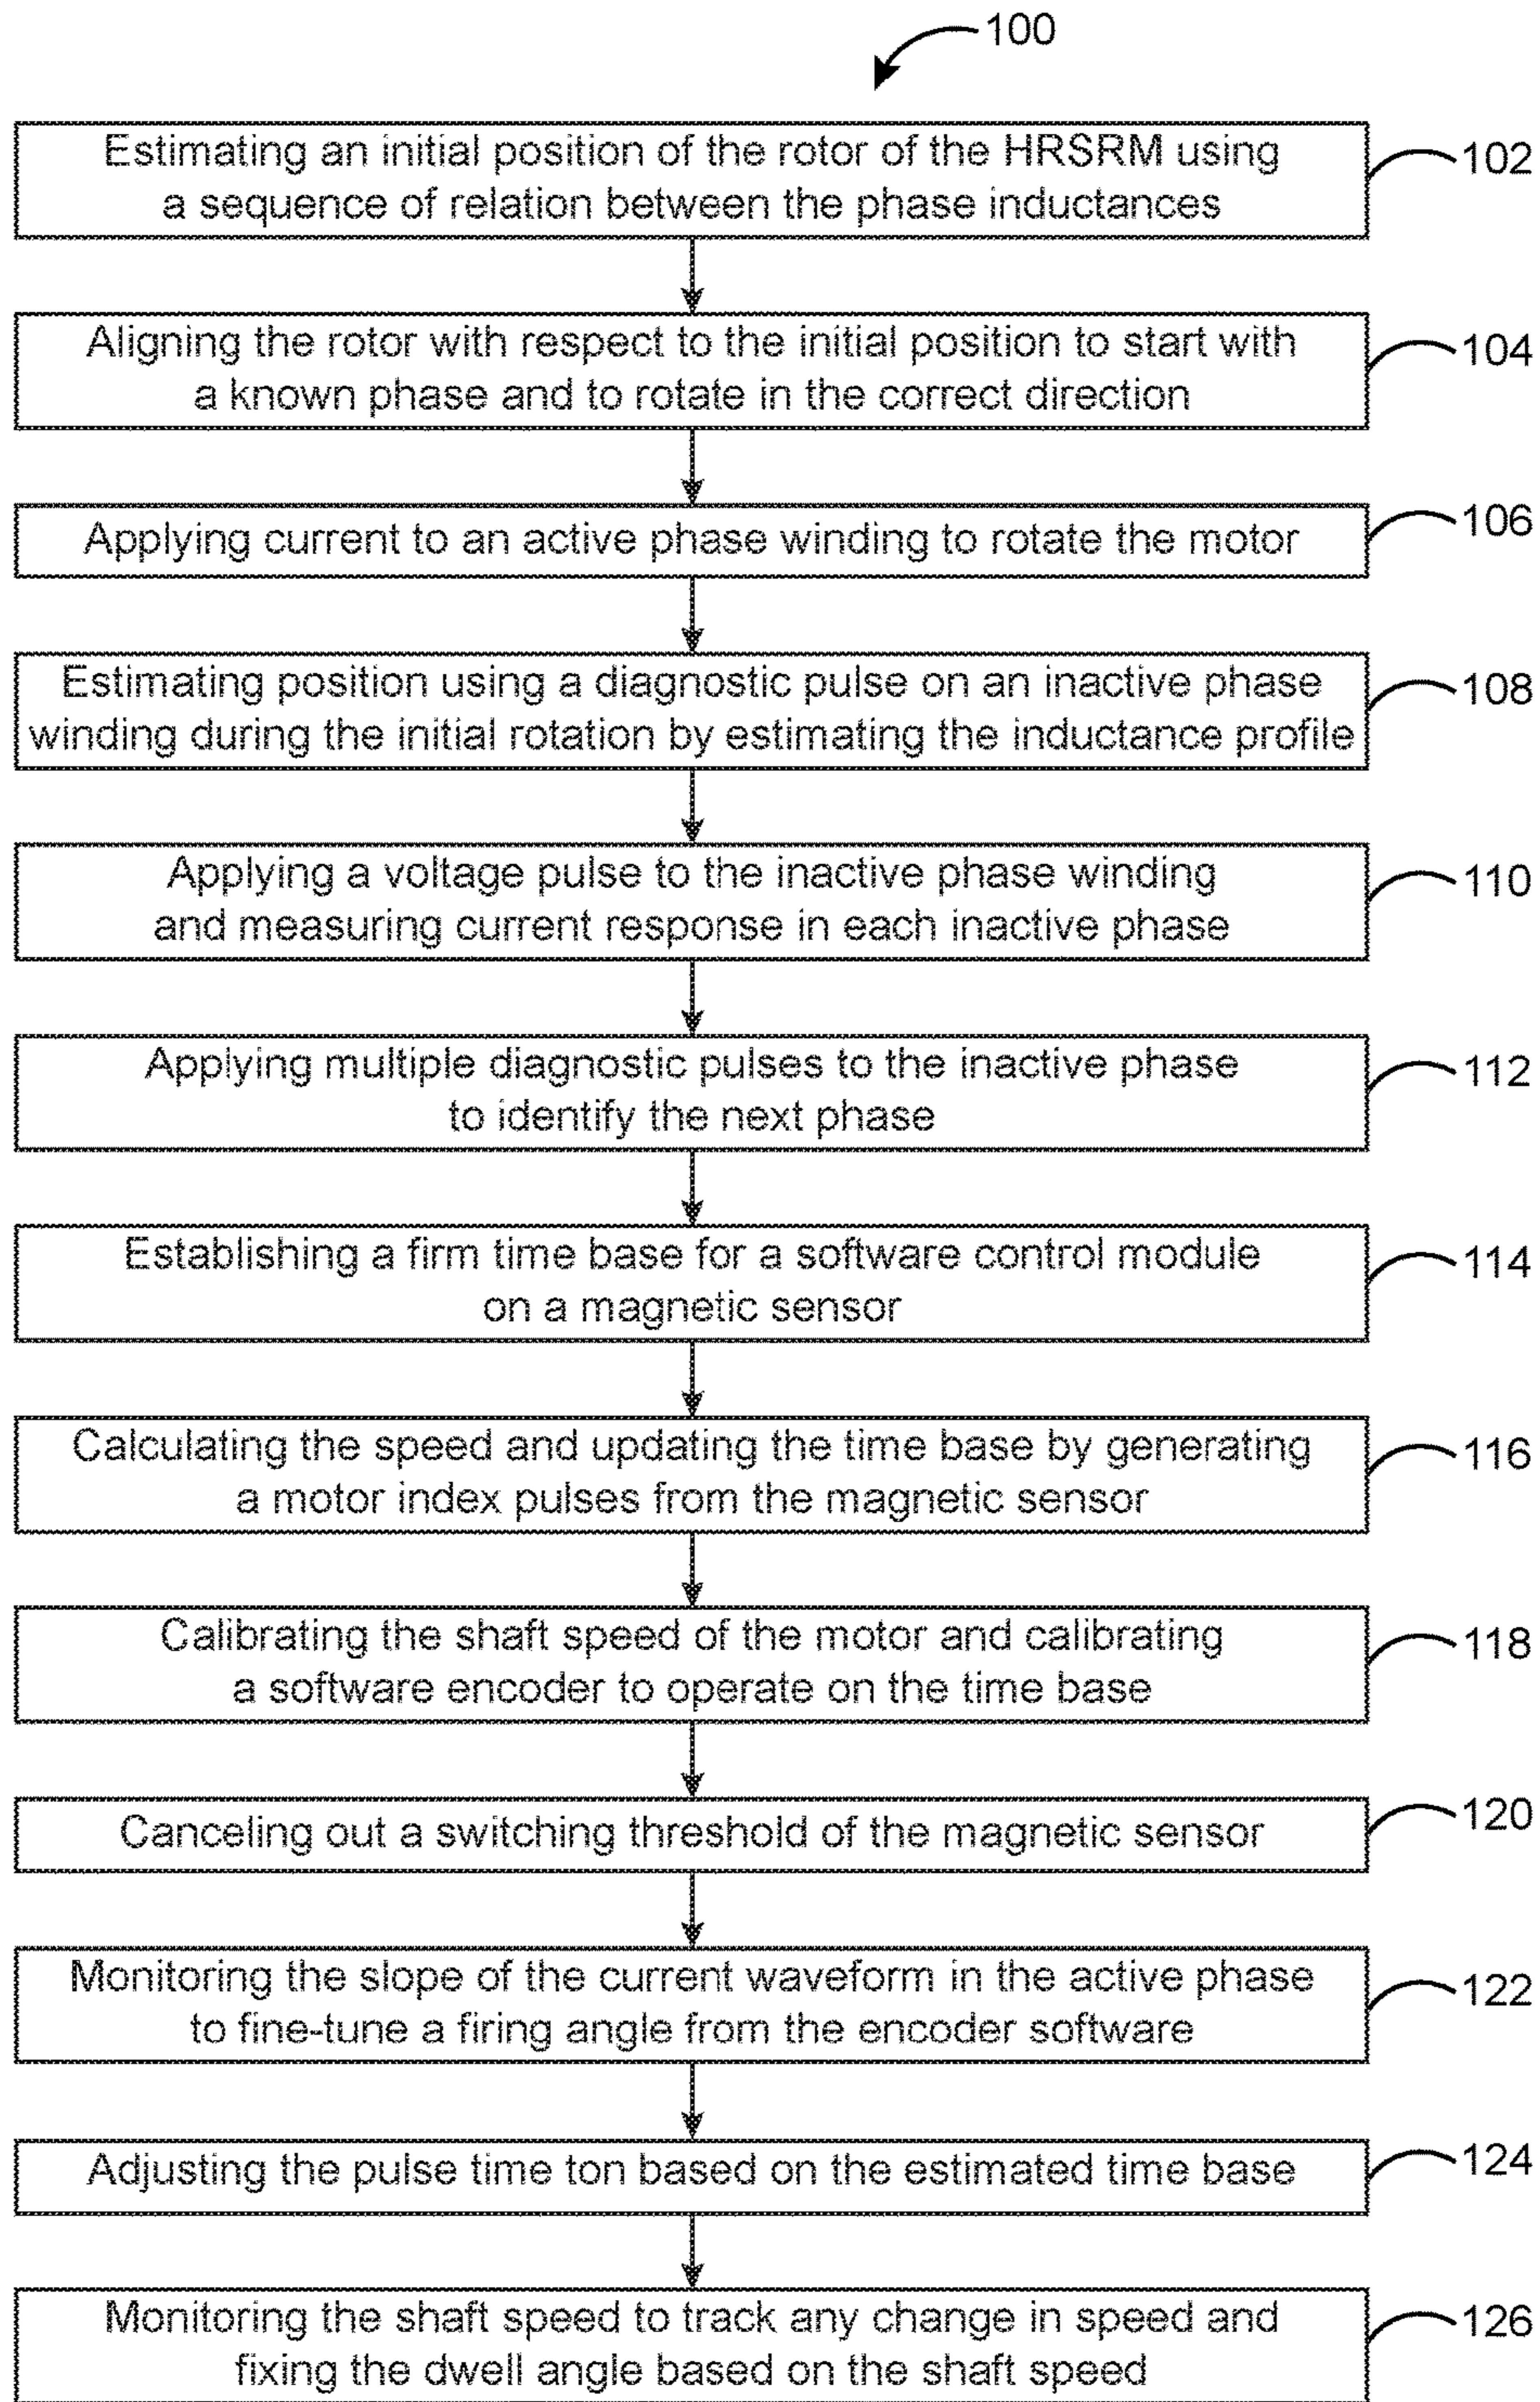 100
Estimating an initial position of the rotor of the HRSRM using
a sequence of relation between the phase inductances
102
Aligning the rotor with respect to the initial position to start with
a known phase and to rotate in the correct direction
104
Applying current to an active phase winding to rotate the motor
106
Estimating position using a diagnostic pulse on an inactive phase
winding during the initial rotation by estimating the inductance profile
108
Applying a voltage pulse to the inactive phase winding
and measuring current response in each inactive phase
110
Applying multiple diagnostic pulses to the inactive phase
to identify the next phase
112
Establishing a firm time base for a software control module
on a magnetic sensor
114
Calculating the speed and updating the time base by generating
a motor index pulses from the magnetic sensor
116
Calibrating the shaft speed of the motor and calibrating
a software encoder to operate on the time base
118
Canceling out a switching threshold of the magnetic sensor
120
Monitoring the slope of the current waveform in the active phase
to fine-tune a firing angle from the encoder software
122
Adjusting the pulse time ton based on the estimated time base
124
Monitoring the shaft speed to track any change in speed and
fixing the dwell angle based on the shaft speed
126